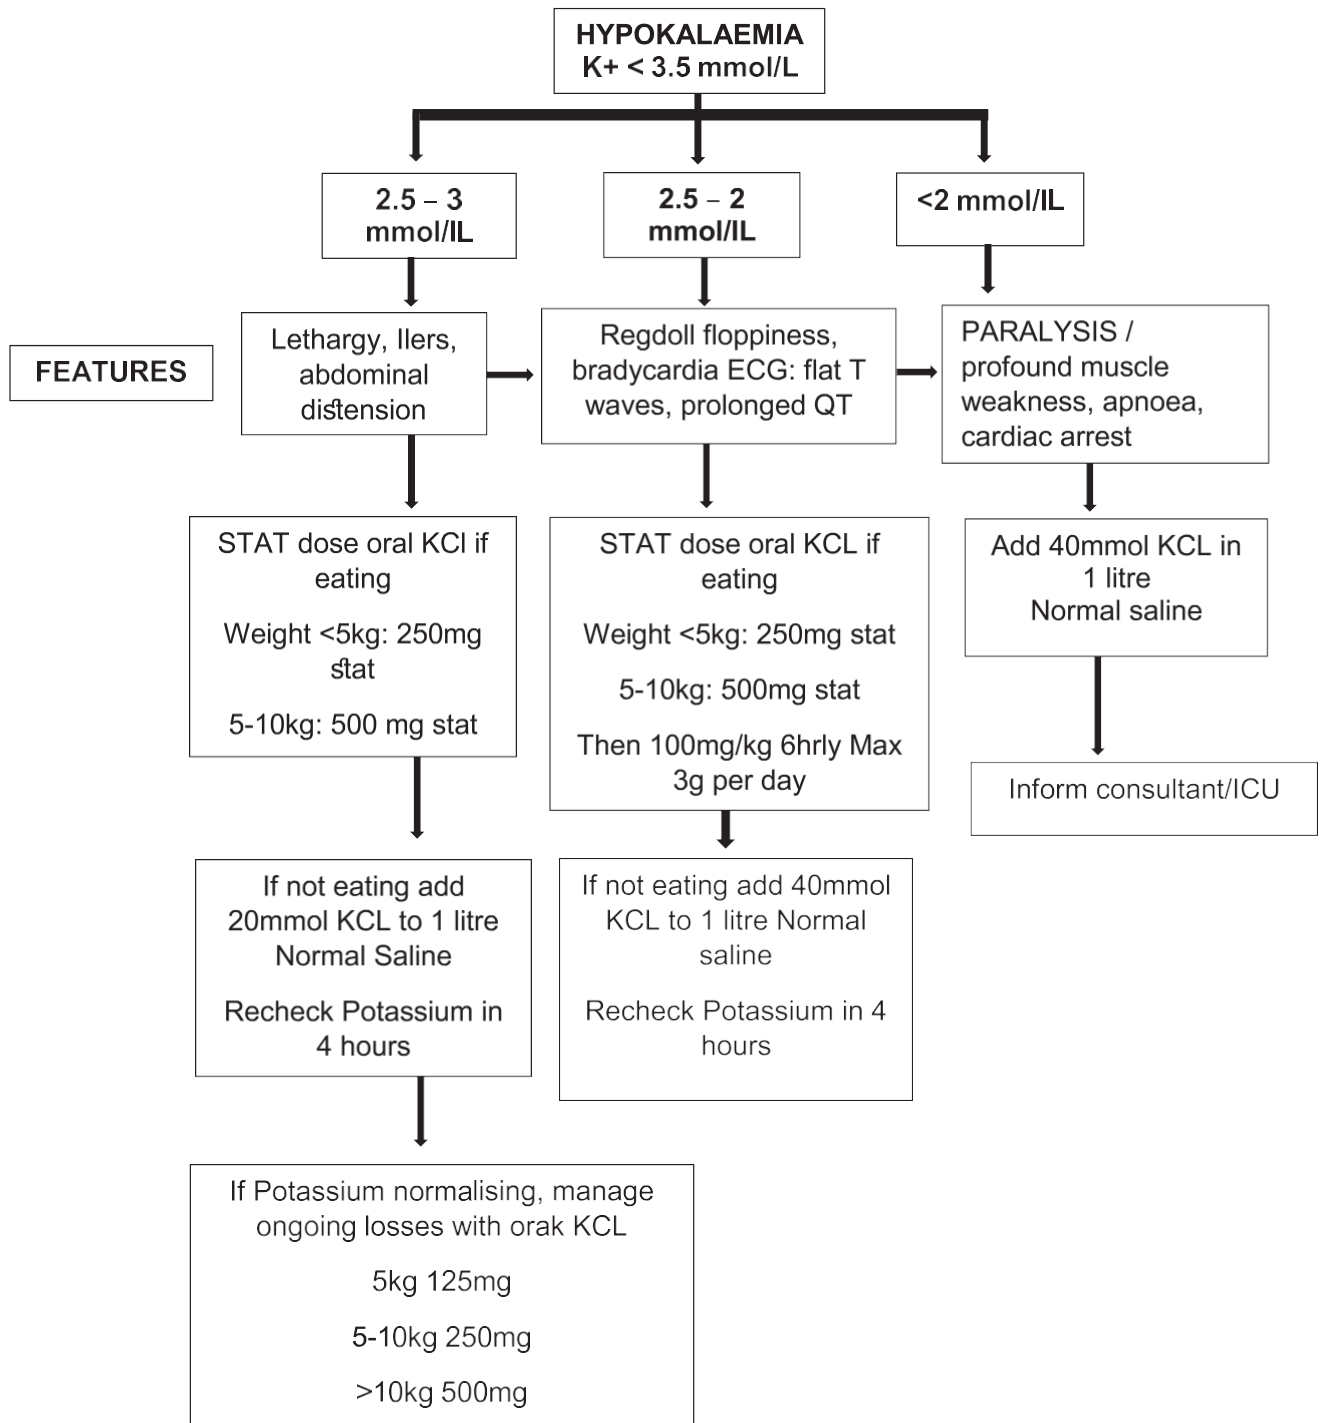 HYPOKALAEMIA
K+ < 3.5 mmol/L
2.5 – 3
mmol/IL
2.5 – 2
mmol/IL
<2 mmol/IL
FEATURES
Lethargy, Ilers,
abdominal
distension
Regdoll floppiness,
bradycardia ECG: flat T
waves, prolonged QT
PARALYSIS /
profound muscle
weakness, apnoea,
cardiac arrest
STAT dose oral KCl if
eating
Weight <5kg: 250mg
stat
5-10kg: 500 mg stat
STAT dose oral KCL if
eating
Weight <5kg: 250mg stat
5-10kg: 500mg stat
Then 100mg/kg 6hrly Max
3g per day
Add 40mmol KCL in
1 litre
Normal saline
Inform consultant/ICU
If not eating add
20mmol KCL to 1 litre
Normal Saline
Recheck Potassium in
4 hours
If not eating add 40mmol
KCL to 1 litre Normal
saline
Recheck Potassium in 4
hours
If Potassium normalising, manage
ongoing losses with orak KCL
5kg 125mg
5-10kg 250mg
>10kg 500mg